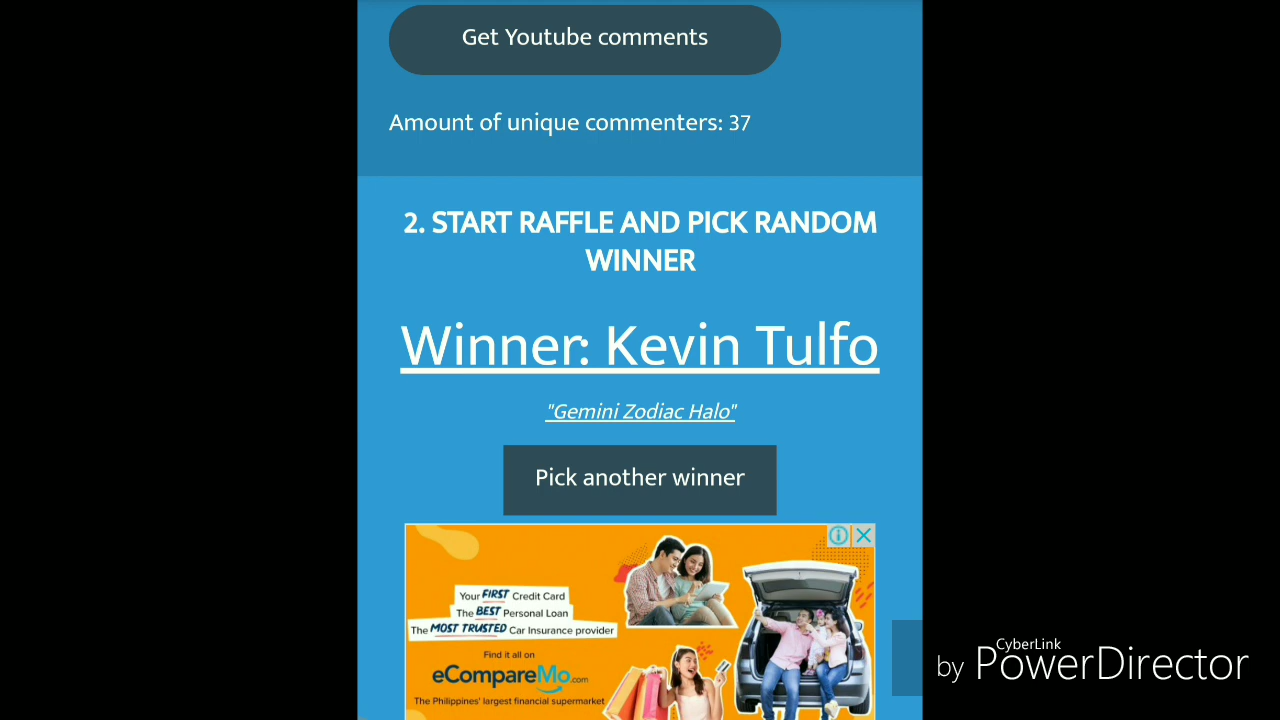 Get Youtube comments
Amount of unique commenters: 37
2. START RAFFLE AND PICK RANDOM
WINNER
Winner: Kevin Tulfo
"Gemini Zodiac Halo"
Pick another winner
Your FIRST Credit Card
The BEST Personal Loan
The MOST TRUSTED Car Insurance provider
Find it all on
eCompareMo.com
The Philippines' largest financial supermarket
CyberLink
by PowerDirector